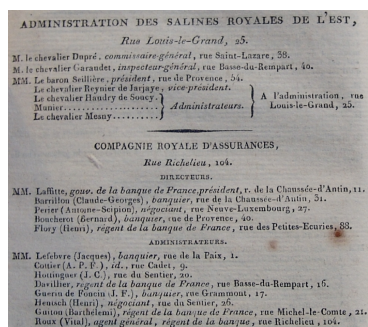 ADMINISTRATION DES SALINES ROYALES DE L'EST,
Rue Louis-le-Grand, 25.
M. le chevalier Dupré, commissaire-général, rue Saint-Lazare, 38.
M. le chevalier Garaudet, inspecteur-général, rue Basse-du-Rempart, 40.
MM. Le baron Seillière, président, rue de Provence, 54.
Le chevalier Reynier de Jarjaye, vice-président.
Le chevalier Haudry de Soucy.
Munier
Le chevalier Mesny
Administrateurs.
A l'administration, rue
Louis-le-Grand, 25.
COMPAGNIE ROYALE D'ASSURANCES,
Rue Richelieu, 104.
DIRECTEURS.
MM. Laffitte, gouv. de la banque de France, président, r. de la Chaussée-d'Antin, 11
Barrillon (Claude-Georges), banquier, rue de la Chaussée-d'Antin, 51.
Perier (Antoine-Scipion), négociant, rue Neuve-Luxembourg, 27.
Boucherot (Bernard), banquier, rue de Provence, 40.
Flory (Henri), régent de la banque de France, rue des Petites-Ecuries, 38.
ADMINISTRATEURS.
MM. Lefebvre (Jacques), banquier, rue de la Paix, 1.
Cottier (A. P. F.), id., rue Cadet, 9.
Hottinguer (J. C.), rue du Sentier, 20.
Davillier, régent de la banque de France, rue Basse-du-Rempart, 16.
Guérin de Foncin (J. F.), banquier, rue Grammont, 17.
Hentsch (Henri), négociant, rue du Sentier, 26.
Guiton (Barthélemi), régent de la banque de France, rue Michel-le-Comte, 21.
Roux (Vital), agent général, régent de la banque, rue Richelieu, 104.